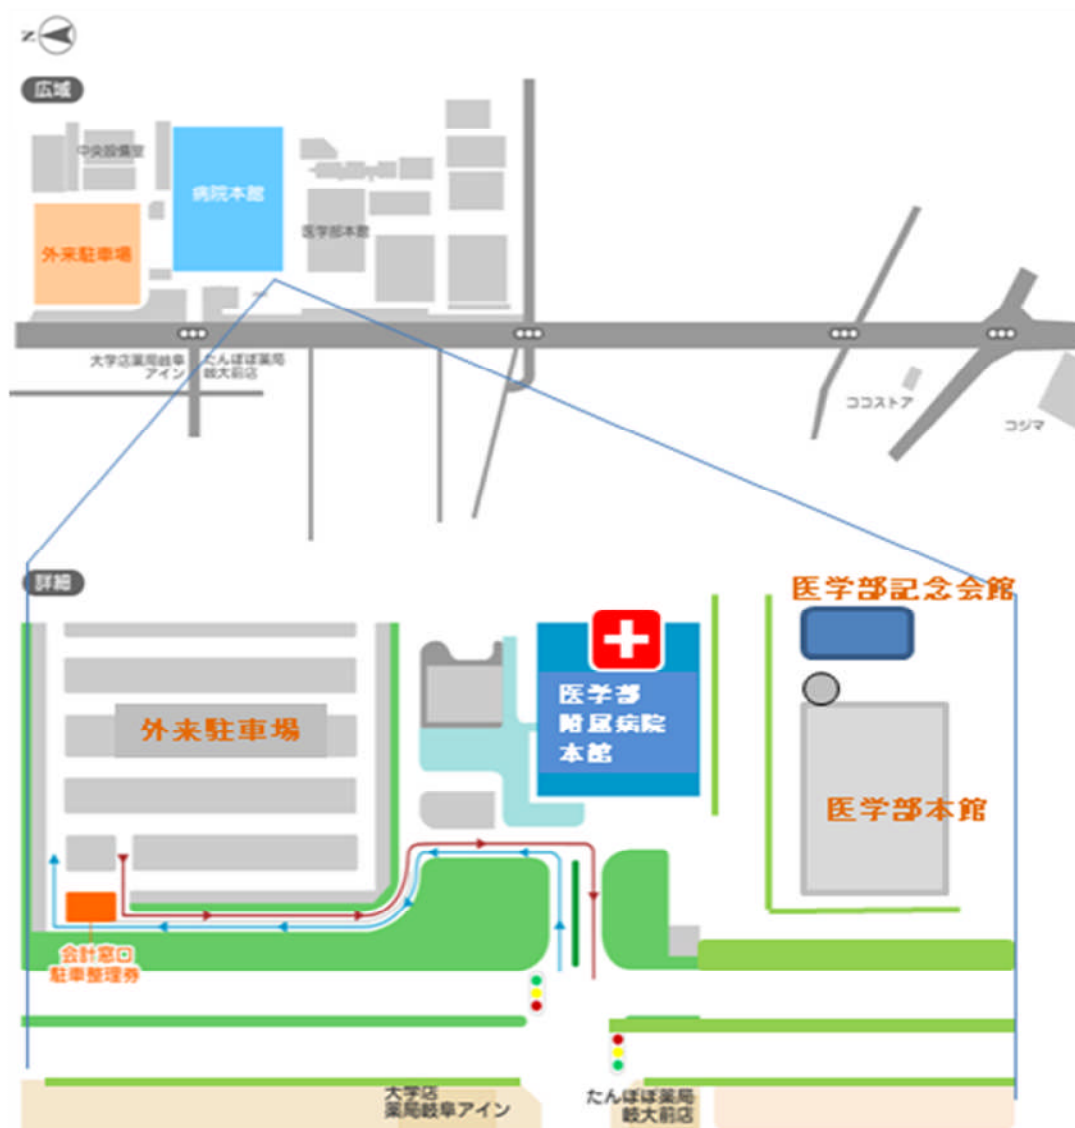 N
広域
中央設備室
病院本館
外来駐車場
医学部本館
大学店薬局岐阜
アイン
たんぽぽ薬局
岐大前店
ココストア
コジマ
詳細
医学部記念会館
外来駐車場
医学部
附属病院
本館
医学部本館
会計窓口
駐車整理券
大学店
薬局岐阜アイン
たんぽぽ薬局
岐大前店